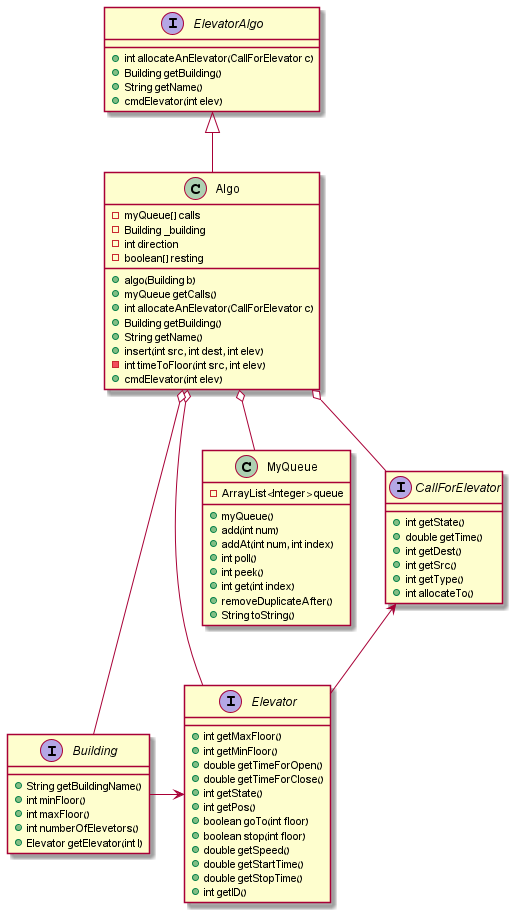 I ElevatorAlgo
int allocateAnElevator(CallForElevator c)
Building getBuilding()
String getName()
cmdElevator(int elev)
C Algo
myQueue[] calls
Building _building
int direction
boolean[] resting
algo(Building b)
myQueue getCalls()
int allocateAnElevator(CallForElevator c)
Building getBuilding()
String getName()
insert(int src, int dest, int elev)
int timeToFloor(int src, int elev)
cmdElevator(int elev)
C MyQueue
ArrayList<Integer> queue
myQueue()
add(int num)
addAt(int num, int index)
int poll()
int peek()
int get(int index)
removeDuplicateAfter()
String toString()
I CallForElevator
int getState()
double getTime()
int getDest()
int getSrc()
int getType()
int allocateTo()
I Elevator
int getMaxFloor()
int getMinFloor()
double getTimeForOpen()
double getTimeForClose()
int getState()
int getPos()
boolean goTo(int floor)
boolean stop(int floor)
double getSpeed()
double getStartTime()
double getStopTime()
int getID()
I Building
String getBuildingName()
int minFloor()
int maxFloor()
int numberOfElevetors()
Elevator getElevator(int i)